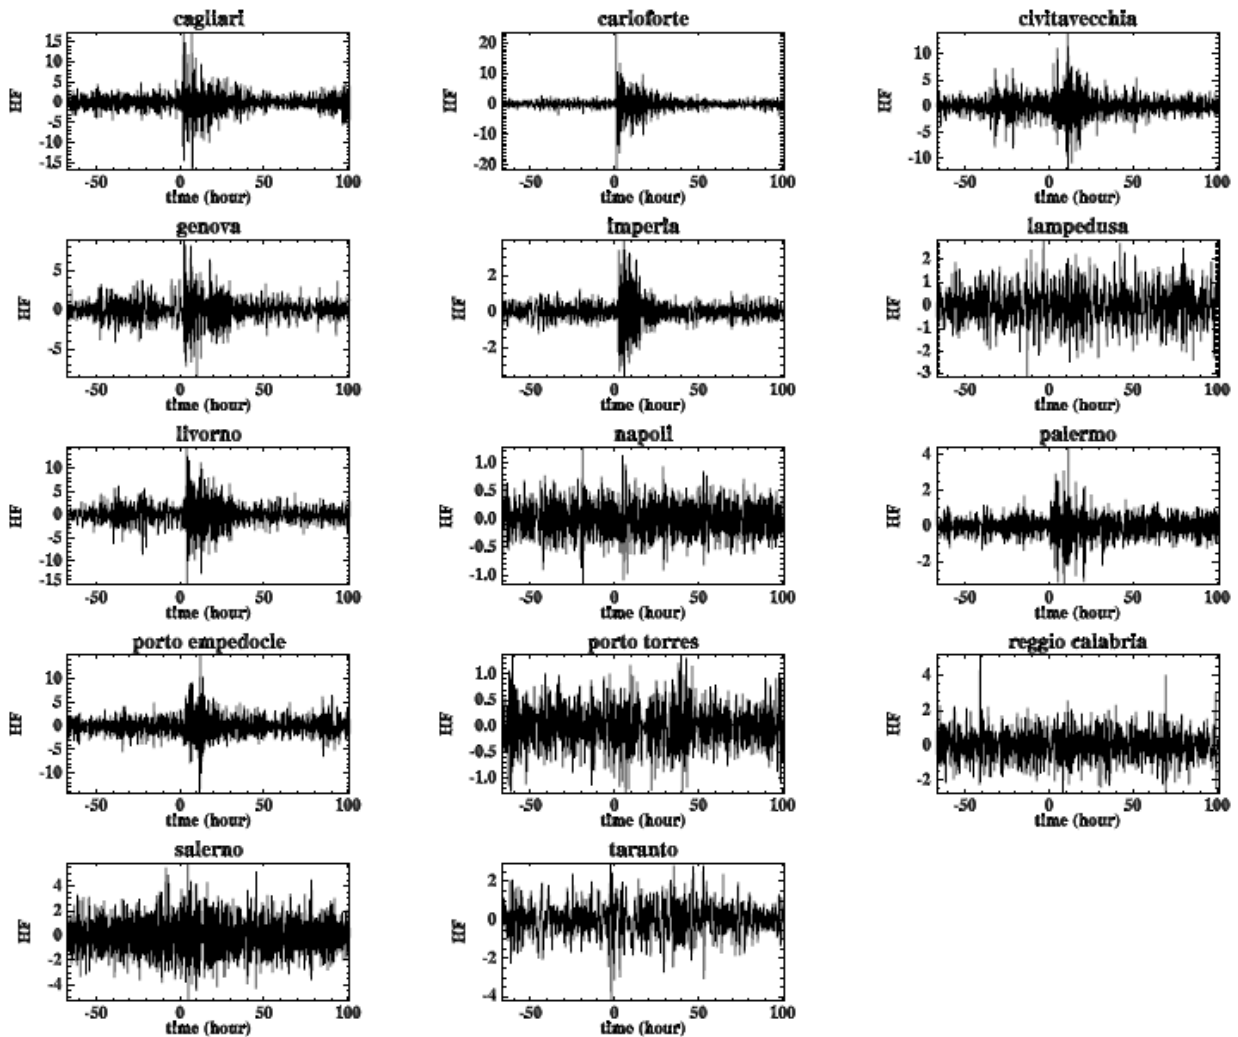 cagliari
15
10
5
0
-5
-10
-15
HF
-50 0 50 100
time (hour)
carloforte
20
10
0
-10
-20
HF
-50 0 50 100
time (hour)
civitavecchia
10
5
0
-5
-10
HF
-50 0 50 100
time (hour)
genova
5
0
-5
HF
-50 0 50 100
time (hour)
imperia
2
0
-2
HF
-50 0 50 100
time (hour)
lampedusa
2
1
0
-1
-2
-3
HF
-50 0 50 100
time (hour)
livorno
10
5
0
-5
-10
-15
HF
-50 0 50 100
time (hour)
napoli
1.0
0.5
0.0
-0.5
-1.0
HF
-50 0 50 100
time (hour)
palermo
4
2
0
-2
HF
-50 0 50 100
time (hour)
porto empedocle
10
5
0
-5
-10
HF
-50 0 50 100
time (hour)
porto torres
1.0
0.5
0.0
-0.5
-1.0
HF
-50 0 50 100
time (hour)
reggio calabria
4
2
0
-2
HF
-50 0 50 100
time (hour)
salerno
4
2
0
-2
-4
HF
-50 0 50 100
time (hour)
taranto
2
0
-2
-4
HF
-50 0 50 100
time (hour)